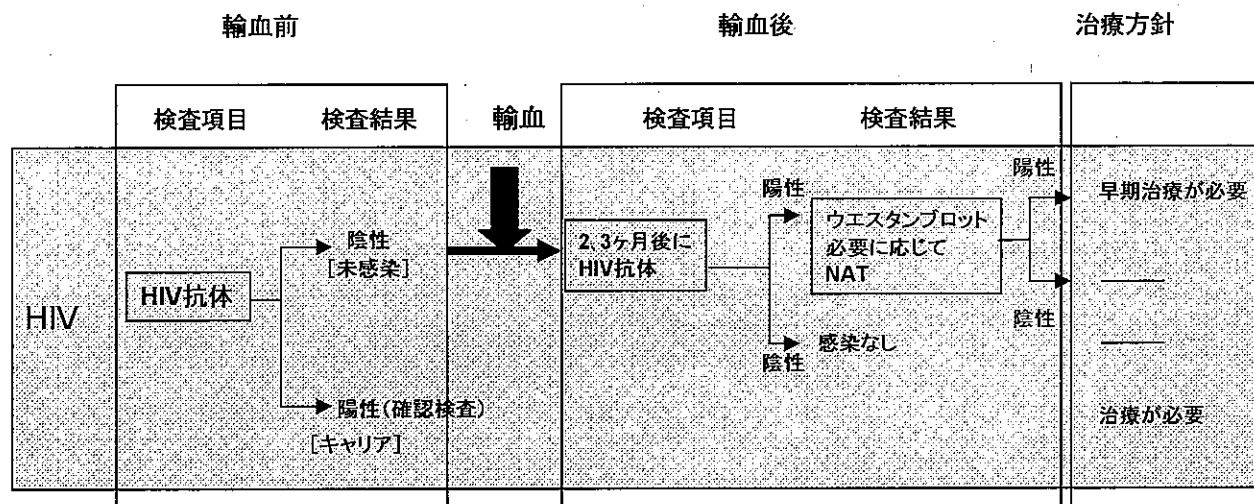 輸血前
輸血後
治療方針
検査項目
検査結果
輸血
検査項目
検査結果
HIV
HIV抗体
陰性
[未感染]
陽性(確認検査)
[キャリア]
2、3ヶ月後に
HIV抗体
陽性
ウエスタンブロット
必要に応じて
NAT
陰性
感染なし
陽性
早期治療が必要
陰性
治療が必要